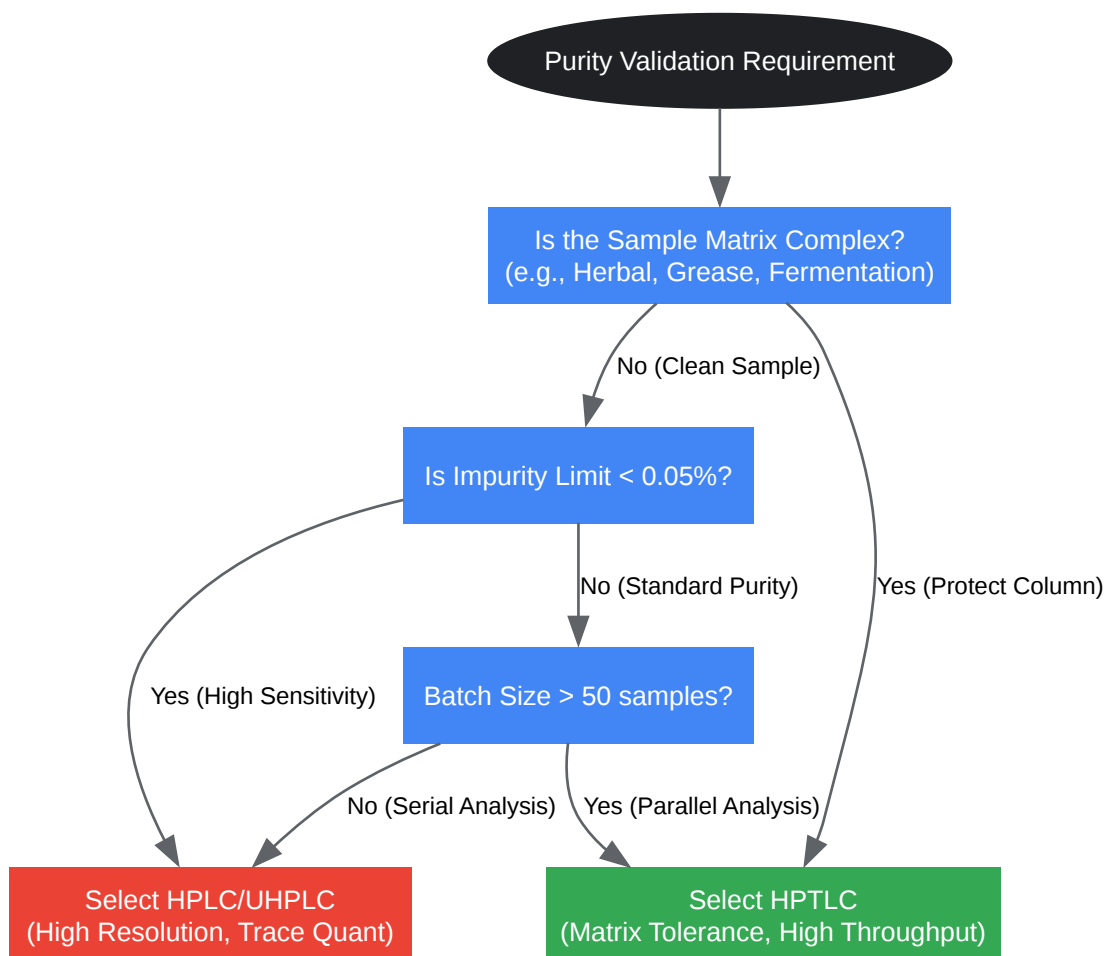 Purity Validation Requirement
Is the Sample Matrix Complex?
(e.g., Herbal, Grease, Fermentation)
No (Clean Sample)
Is Impurity Limit < 0.05%?
No (Standard Purity)
Yes (Protect Column)
Yes (High Sensitivity)
Batch Size > 50 samples?
No (Serial Analysis)
Yes (Parallel Analysis)
Select HPLC/UHPLC
(High Resolution, Trace Quant)
Select HPTLC
(Matrix Tolerance, High Throughput)